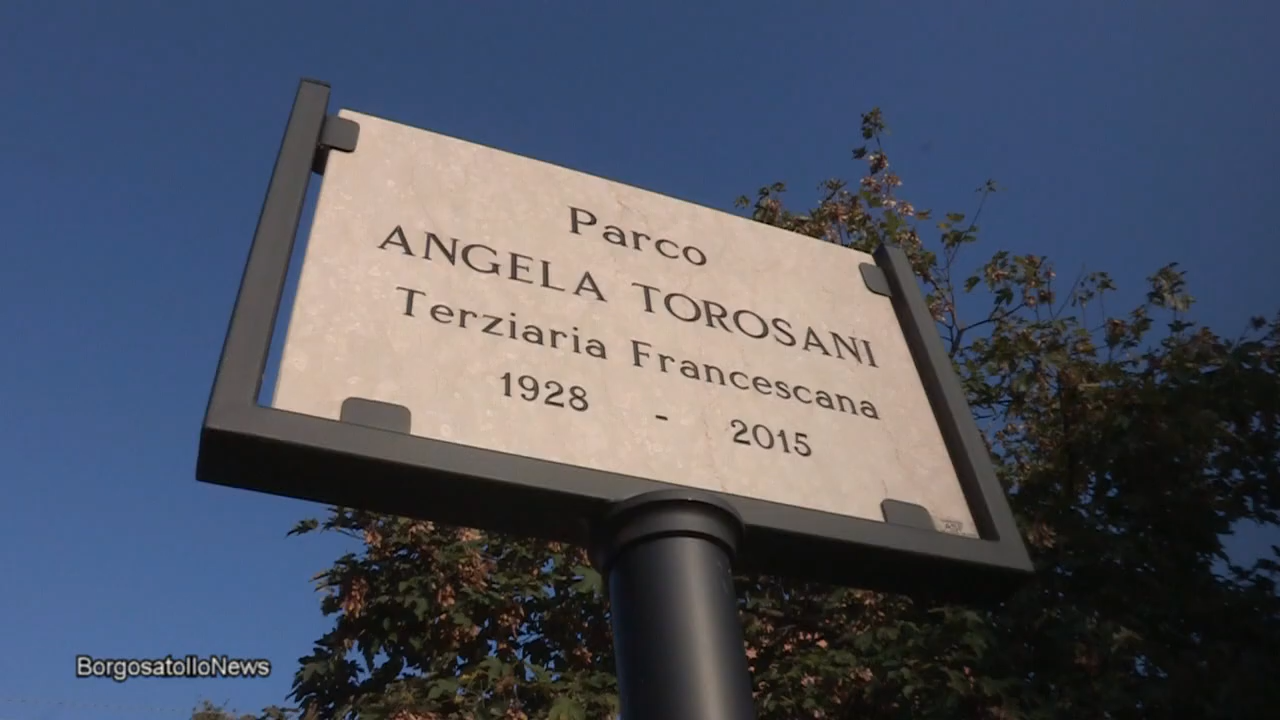 Parco
ANGELA TOROSANI
Terziaria Francescana
1928 - 2015
BorgosatolloNews